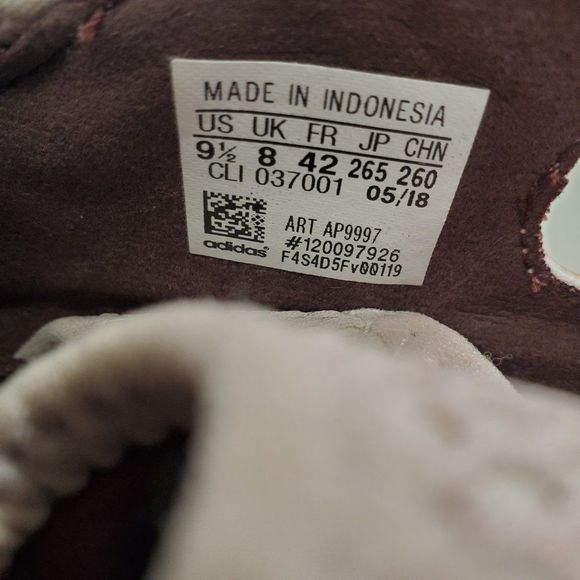 MADE IN INDONESIA
US UK FR JP CHN
9½ 8 42 265 260
CLI 037001 05/18
ART AP9997
#120097926
adidas® F4S4D5Fv00119